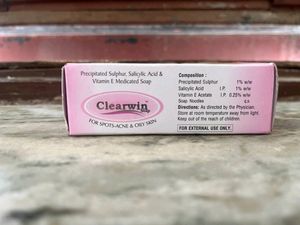 Precipitated Sulphur, Salicylic Acid &
Vitamin E Medicated Soap
Clearwin™
FOR SPOTS-ACNE & OILY SKIN
Composition :
Precipitated Sulphur 1% w/w
Salicylic Acid I.P. 1% w/w
Vitamin E Acetate I.P. 0.25% w/w
Soap Noodles q.s
Directions: As directed by the Physician.
Store at room temperature away from light.
Keep out of the reach of children.
FOR EXTERNAL USE ONLY.